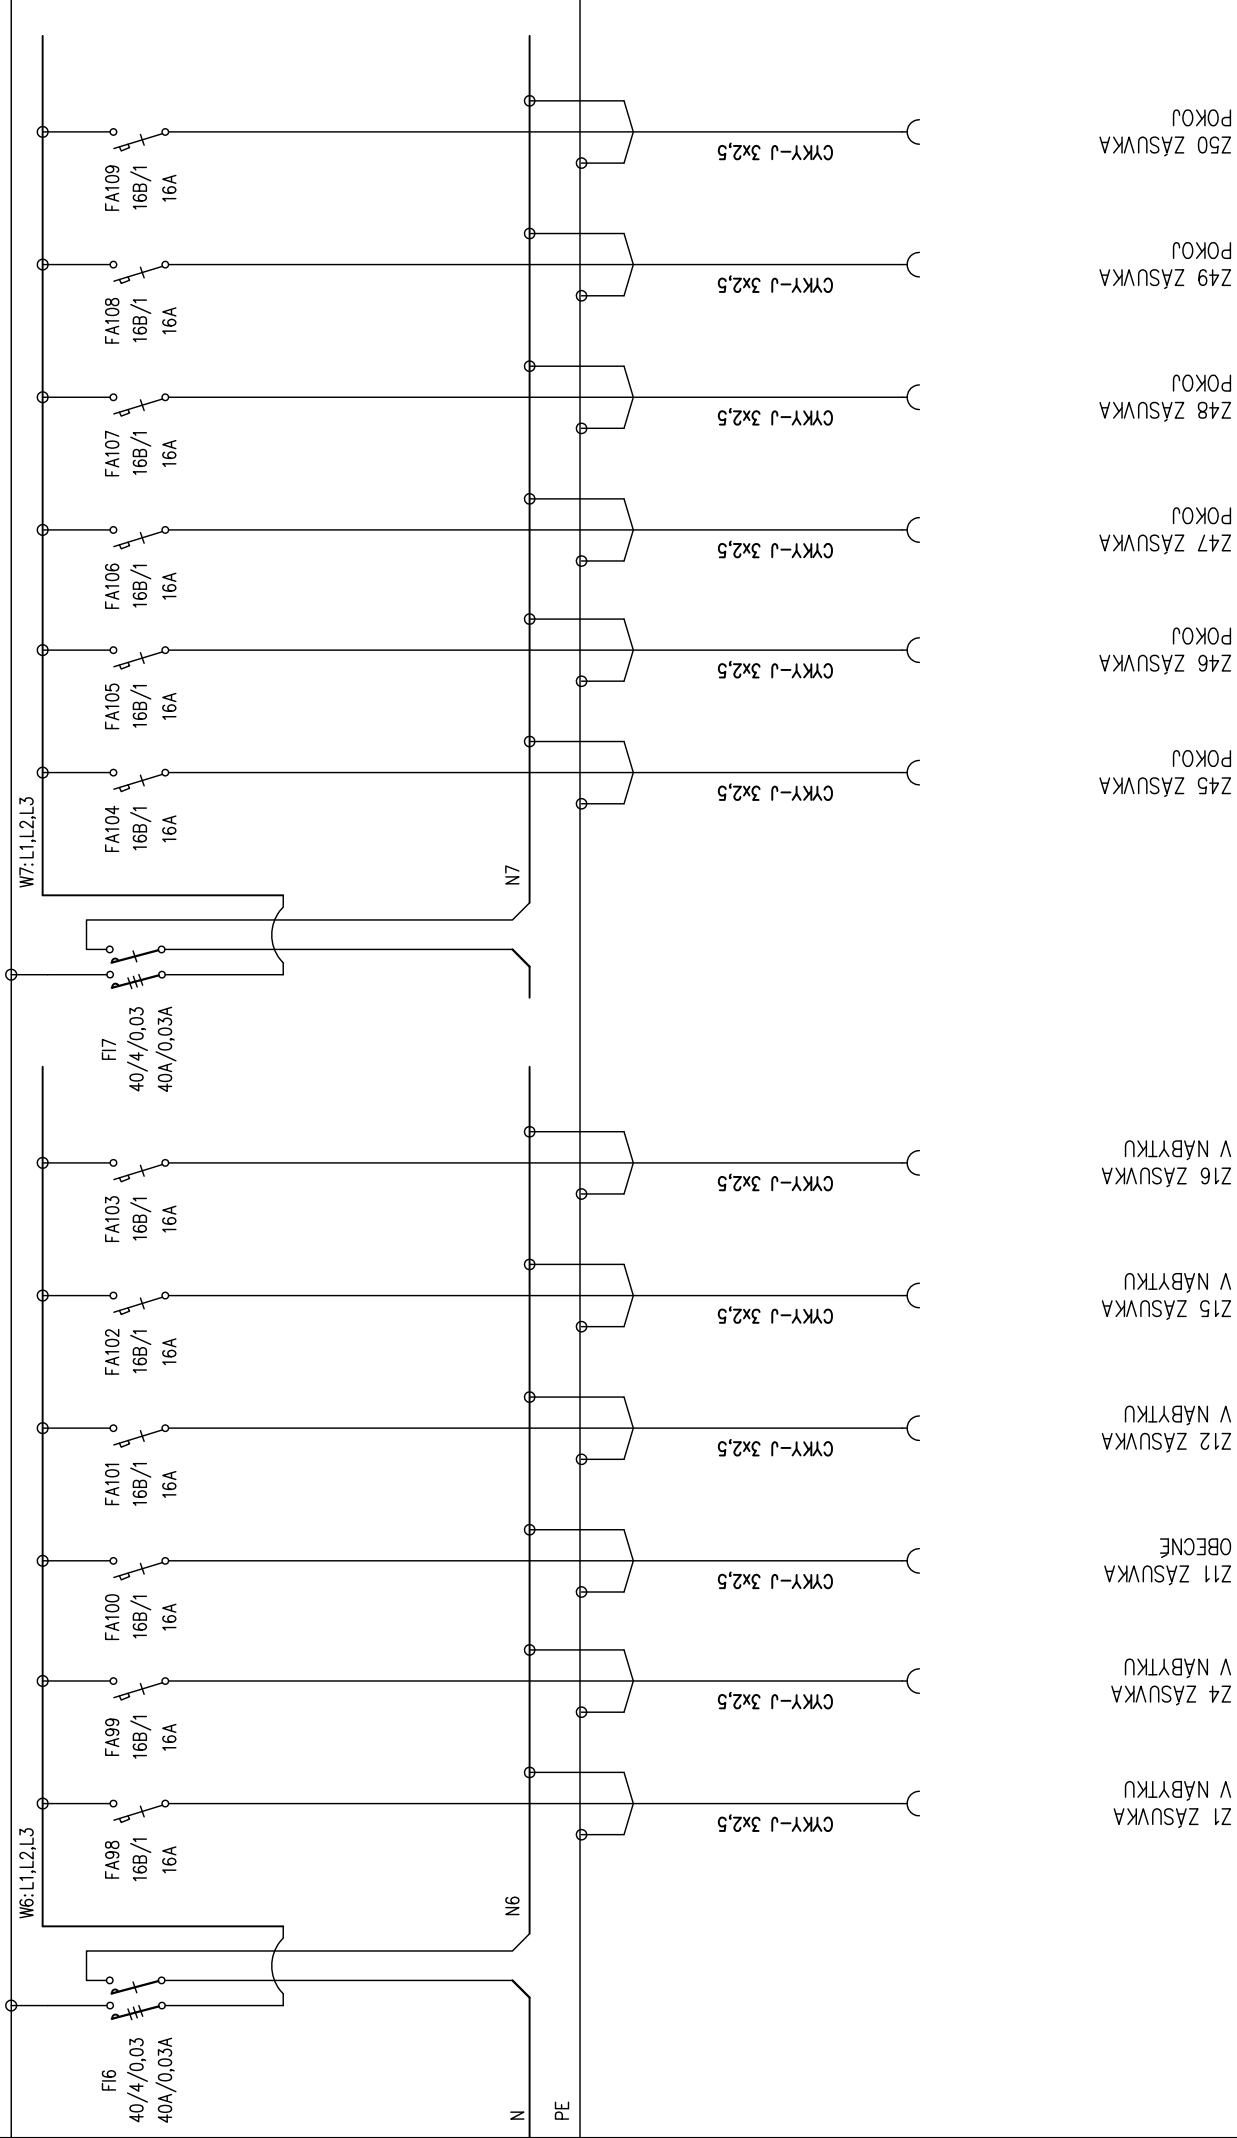 FI6
40/4/0,03
40A/0,03A
N
PE
W6:L1,L2,L3
N6
FA98
16B/1
16A
CYKY-J 3x2,5
Z1 ZÁSUVKA
V NÁBYTKU
FA99
16B/1
16A
CYKY-J 3x2,5
Z4 ZÁSUVKA
V NÁBYTKU
FA100
16B/1
16A
CYKY-J 3x2,5
Z11 ZÁSUVKA
OBECNÉ
FA101
16B/1
16A
CYKY-J 3x2,5
Z12 ZÁSUVKA
V NÁBYTKU
FA102
16B/1
16A
CYKY-J 3x2,5
Z15 ZÁSUVKA
V NÁBYTKU
FA103
16B/1
16A
CYKY-J 3x2,5
Z16 ZÁSUVKA
V NÁBYTKU
FI7
40/4/0,03
40A/0,03A
W7:L1,L2,L3
N7
FA104
16B/1
16A
CYKY-J 3x2,5
Z45 ZÁSUVKA
POKOJ
FA105
16B/1
16A
CYKY-J 3x2,5
Z46 ZÁSUVKA
POKOJ
FA106
16B/1
16A
CYKY-J 3x2,5
Z47 ZÁSUVKA
POKOJ
FA107
16B/1
16A
CYKY-J 3x2,5
Z48 ZÁSUVKA
POKOJ
FA108
16B/1
16A
CYKY-J 3x2,5
Z49 ZÁSUVKA
POKOJ
FA109
16B/1
16A
CYKY-J 3x2,5
Z50 ZÁSUVKA
POKOJ